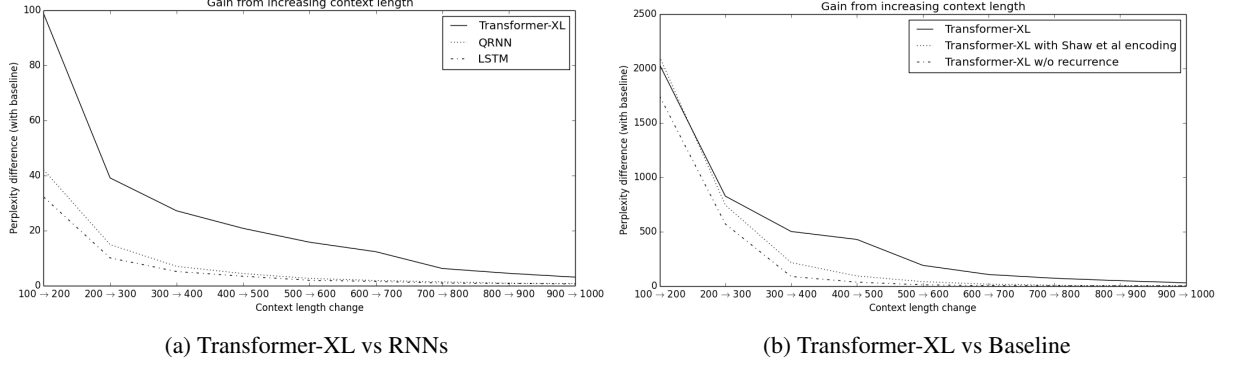 Gain from increasing context length
100
80
60
40
20
0
Perplexity difference (with baseline)
Transformer-XL
QRNN
LSTM
100 → 200 200 → 300 300 → 400 400 → 500 500 → 600 600 → 700 700 → 800 800 → 900 900 → 1000
Context length change
(a) Transformer-XL vs RNNs
Gain from increasing context length
2500
2000
1500
1000
500
0
Perplexity difference (with baseline)
Transformer-XL
Transformer-XL with Shaw et al encoding
Transformer-XL w/o recurrence
100 → 200 200 → 300 300 → 400 400 → 500 500 → 600 600 → 700 700 → 800 800 → 900 900 → 1000
Context length change
(b) Transformer-XL vs Baseline